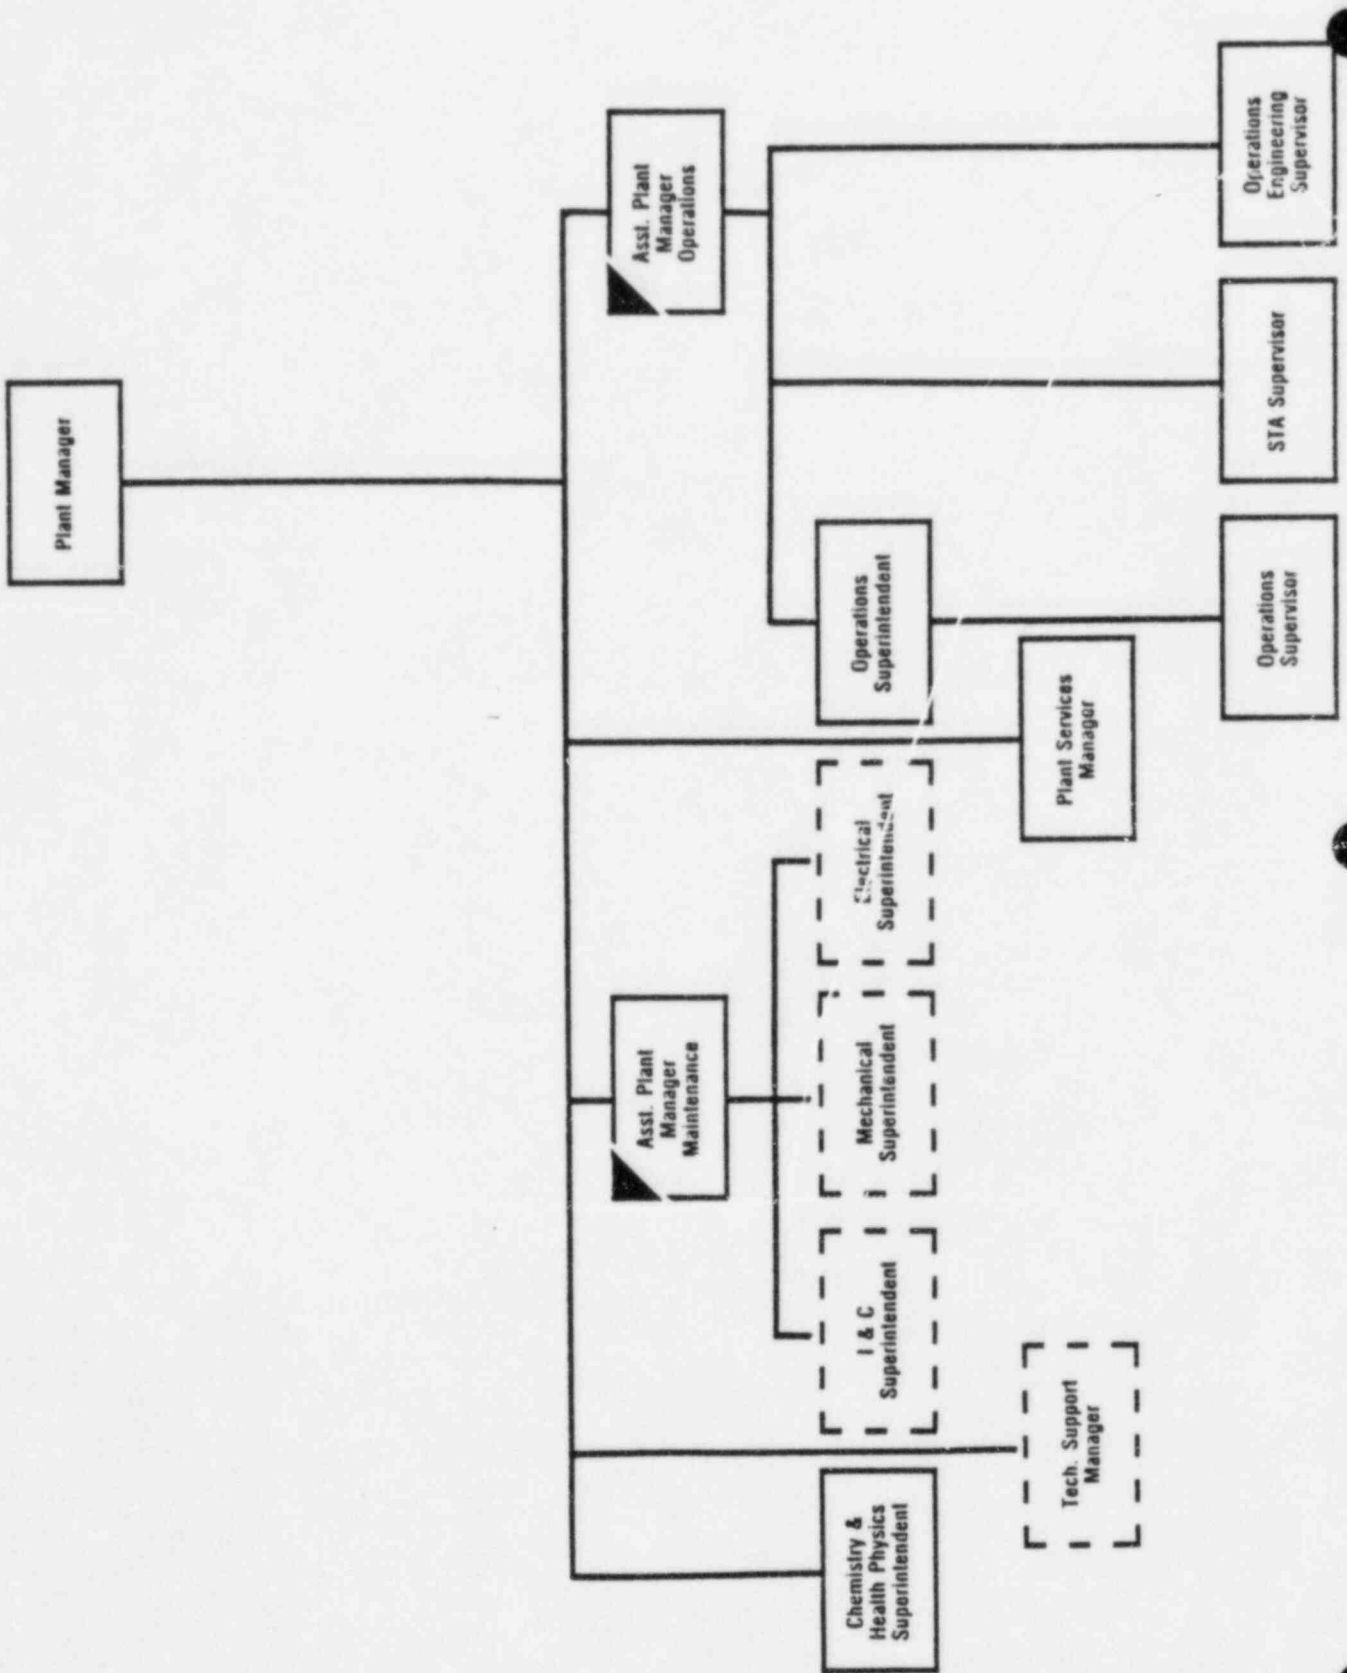 Plant Manager
Chemistry &
Health Physics
Superintendent
Tech. Support
Manager
Asst. Plant
Manager
Maintenance
I & C
Superintendent
Mechanical
Superintendent
Electrical
Superintendent
Plant Services
Manager
Asst. Plant
Manager
Operations
Operations
Superintendent
Operations
Supervisor
STA Supervisor
Operations
Engineering
Supervisor